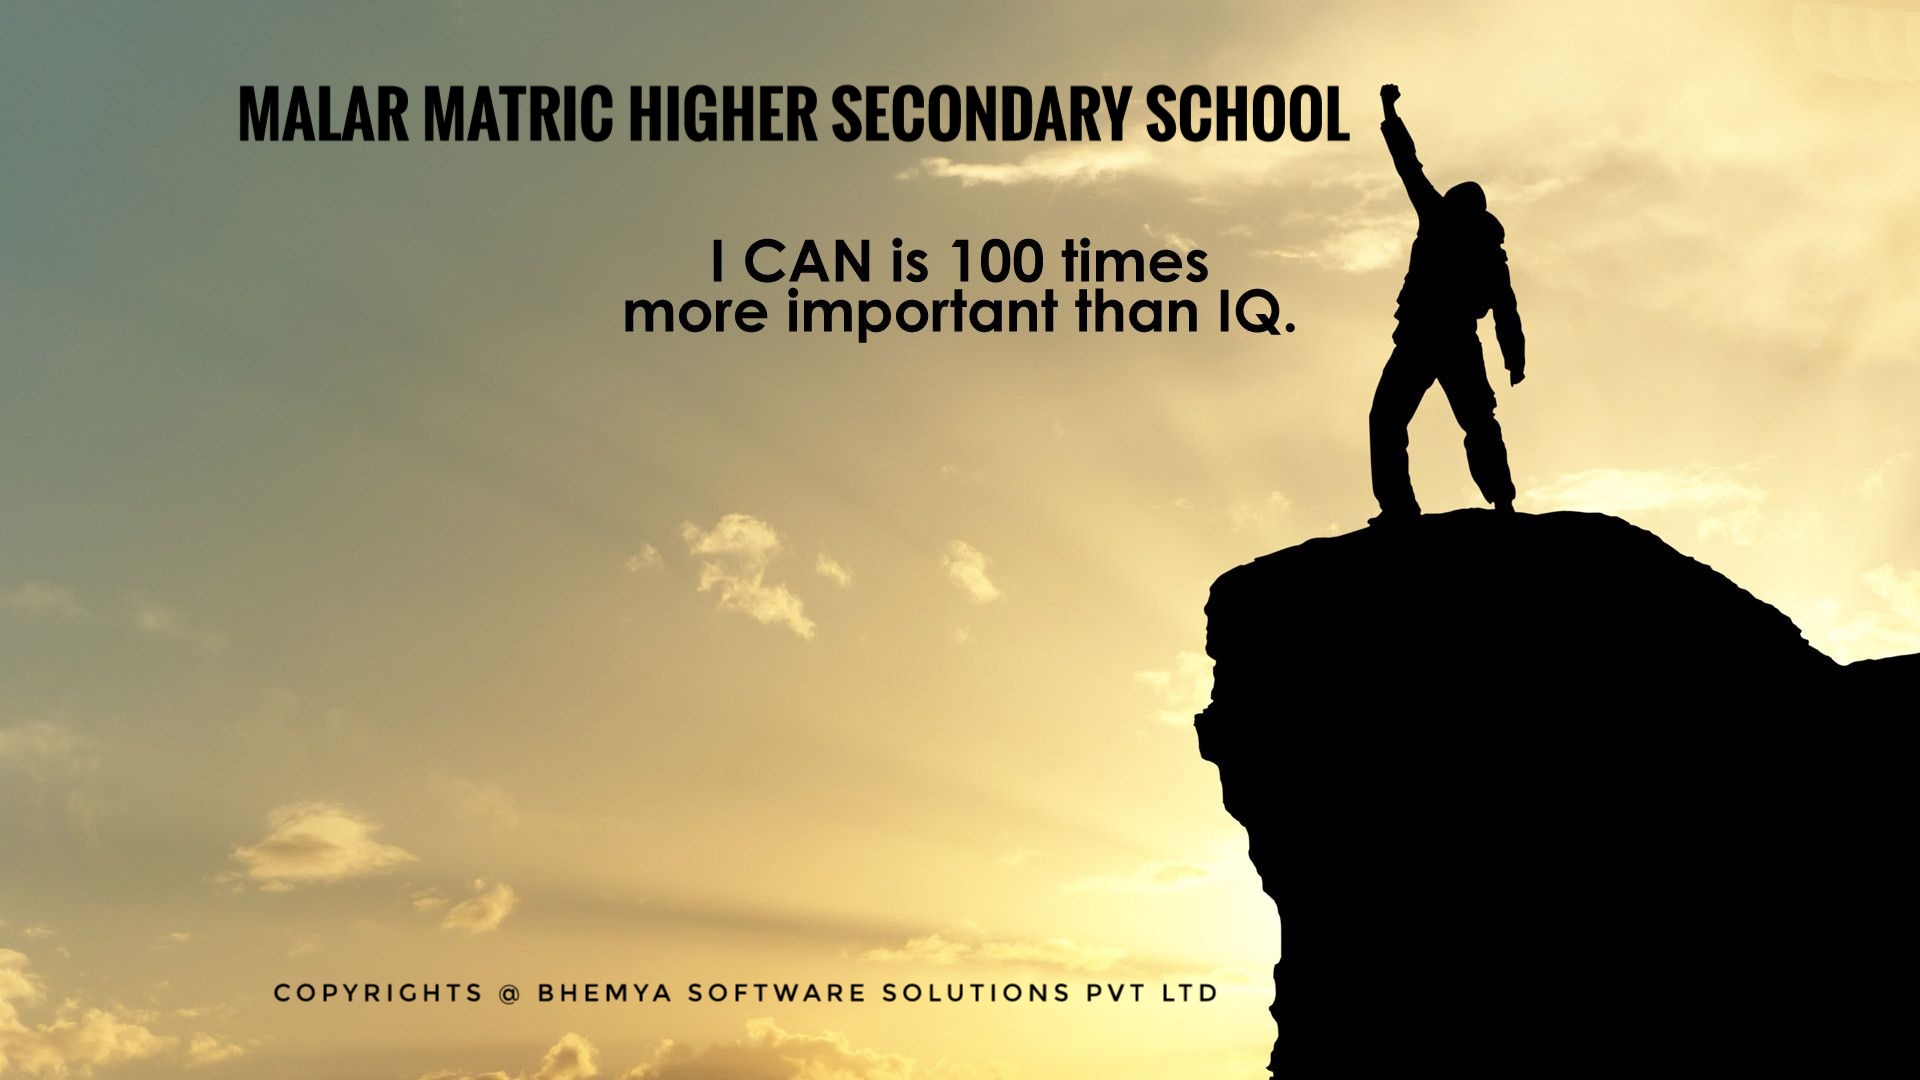 MALAR MATRIC HIGHER SECONDARY SCHOOL
I CAN is 100 times
more important than IQ.
COPYRIGHTS @ BHEMYA SOFTWARE SOLUTIONS PVT LTD